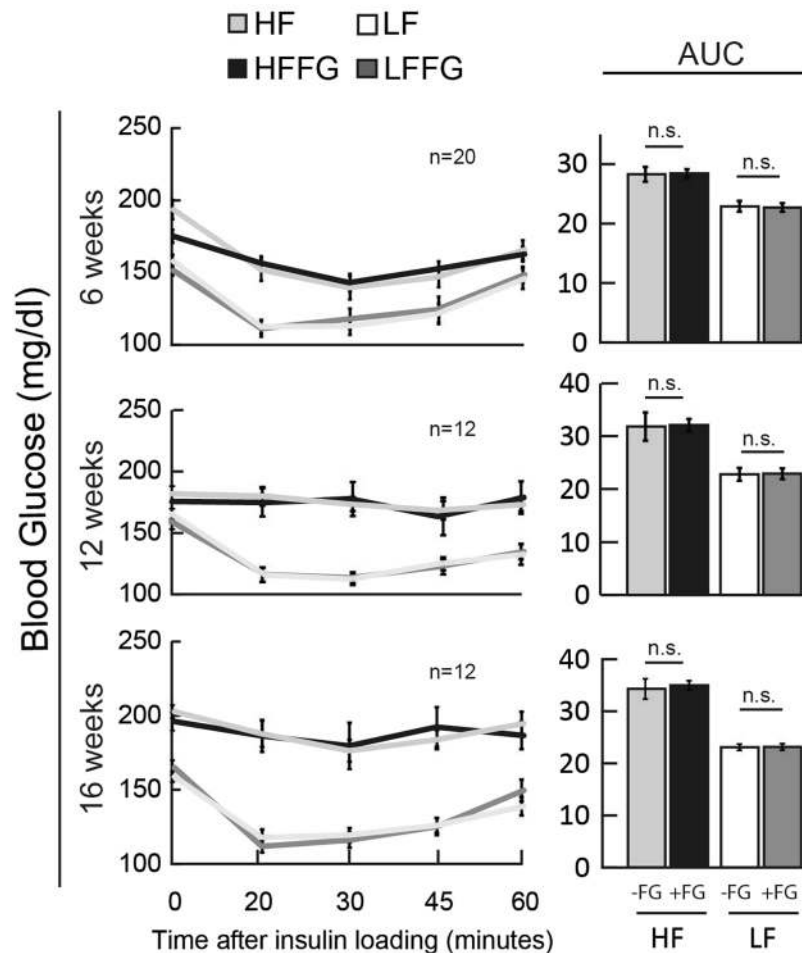 HF LF
HFFG LFFG
AUC
Blood Glucose (mg/dl)
6 weeks
250
200
150
100
n=20
30
20
10
0
n.s.
n.s.
12 weeks
250
200
150
100
n=12
40
30
20
10
0
n.s.
n.s.
16 weeks
250
200
150
100
n=12
40
30
20
10
0
n.s.
n.s.
0 20 30 45 60
Time after insulin loading (minutes)
-FG +FG -FG +FG
HF LF